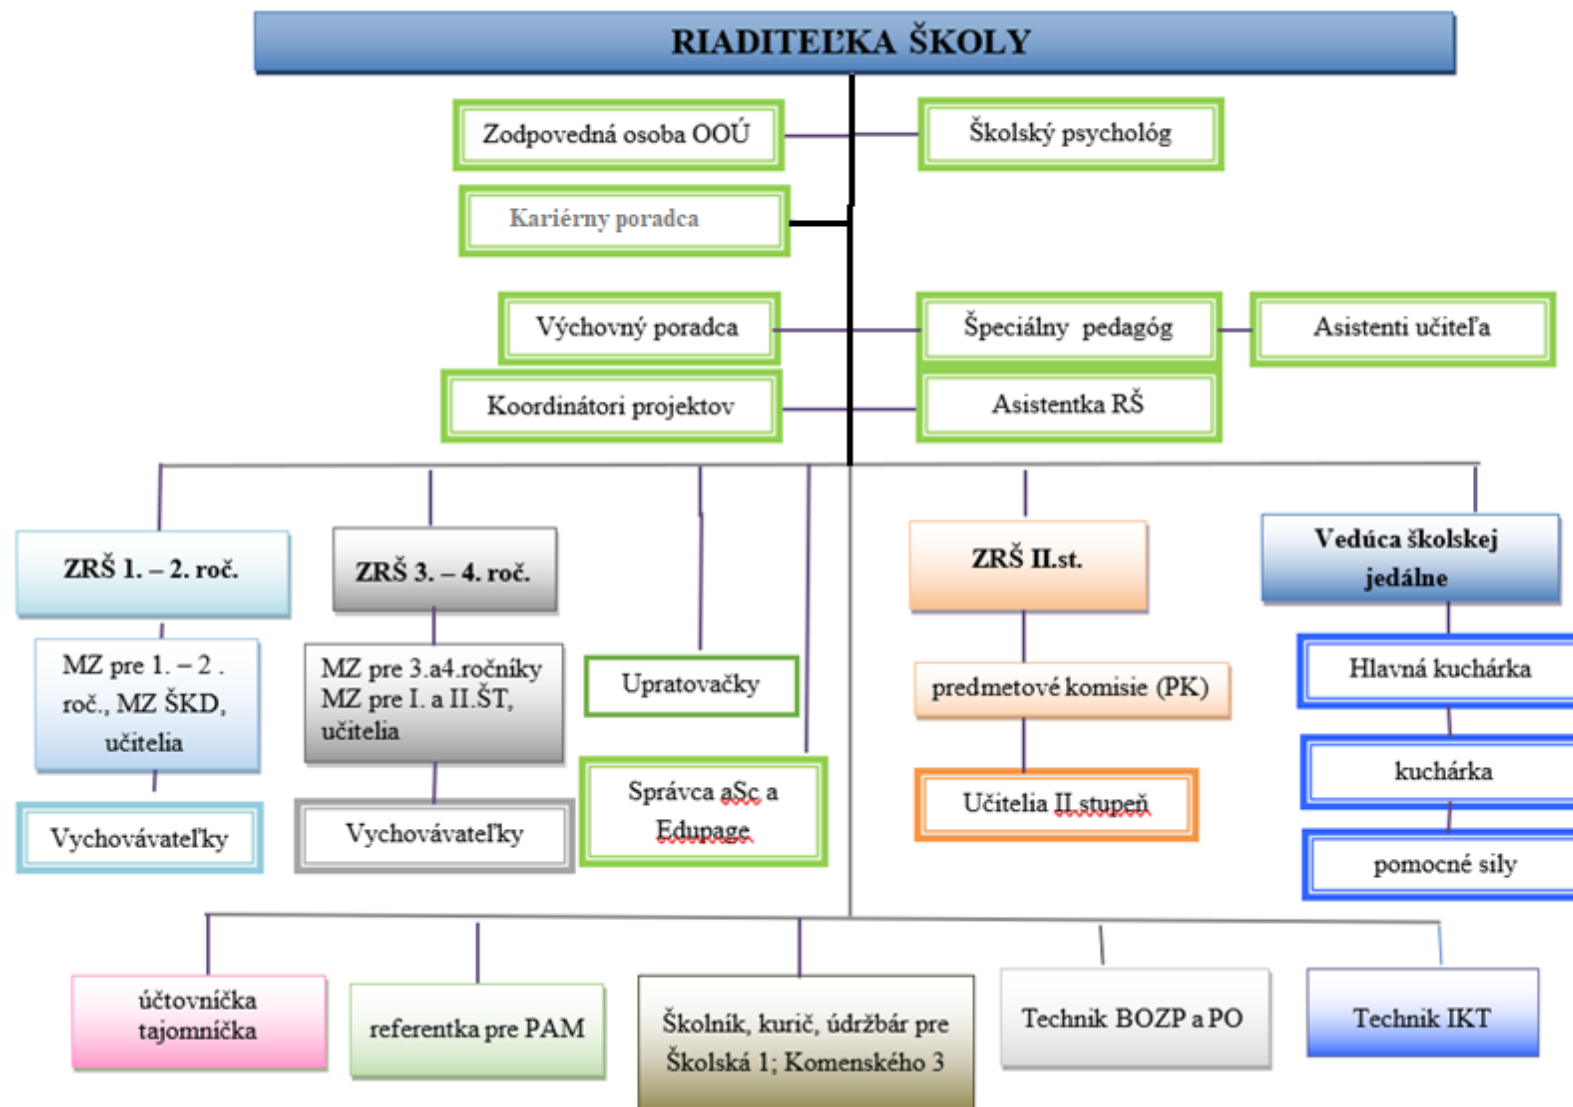 RIADITEĽKA ŠKOLY
Zodpovedná osoba OOÚ
Školský psychológ
Kariérny poradca
Výchovný poradca
Špeciálny pedagóg
Asistenti učiteľa
Koordinátori projektov
Asistentka RŠ
ZRŠ 1. – 2. roč.
ZRŠ 3. – 4. roč.
ZRŠ II.st.
Vedúca školskej
jedálne
MZ pre 1. – 2 .
roč., MZ ŠKD,
učitelia
MZ pre 3.a4.ročníky
MZ pre I. a II.ŠT,
učitelia
Upratovačky
predmetové komisie (PK)
Hlavná kuchárka
kuchárka
Správca aSc a
Edupage
Učitelia II.stupeň
Vychovávateľky
Vychovávateľky
pomocné sily
účtovníčka
tajomníčka
referentka pre PAM
Školník, kurič, údržbár pre
Školská 1; Komenského 3
Technik BOZP a PO
Technik IKT